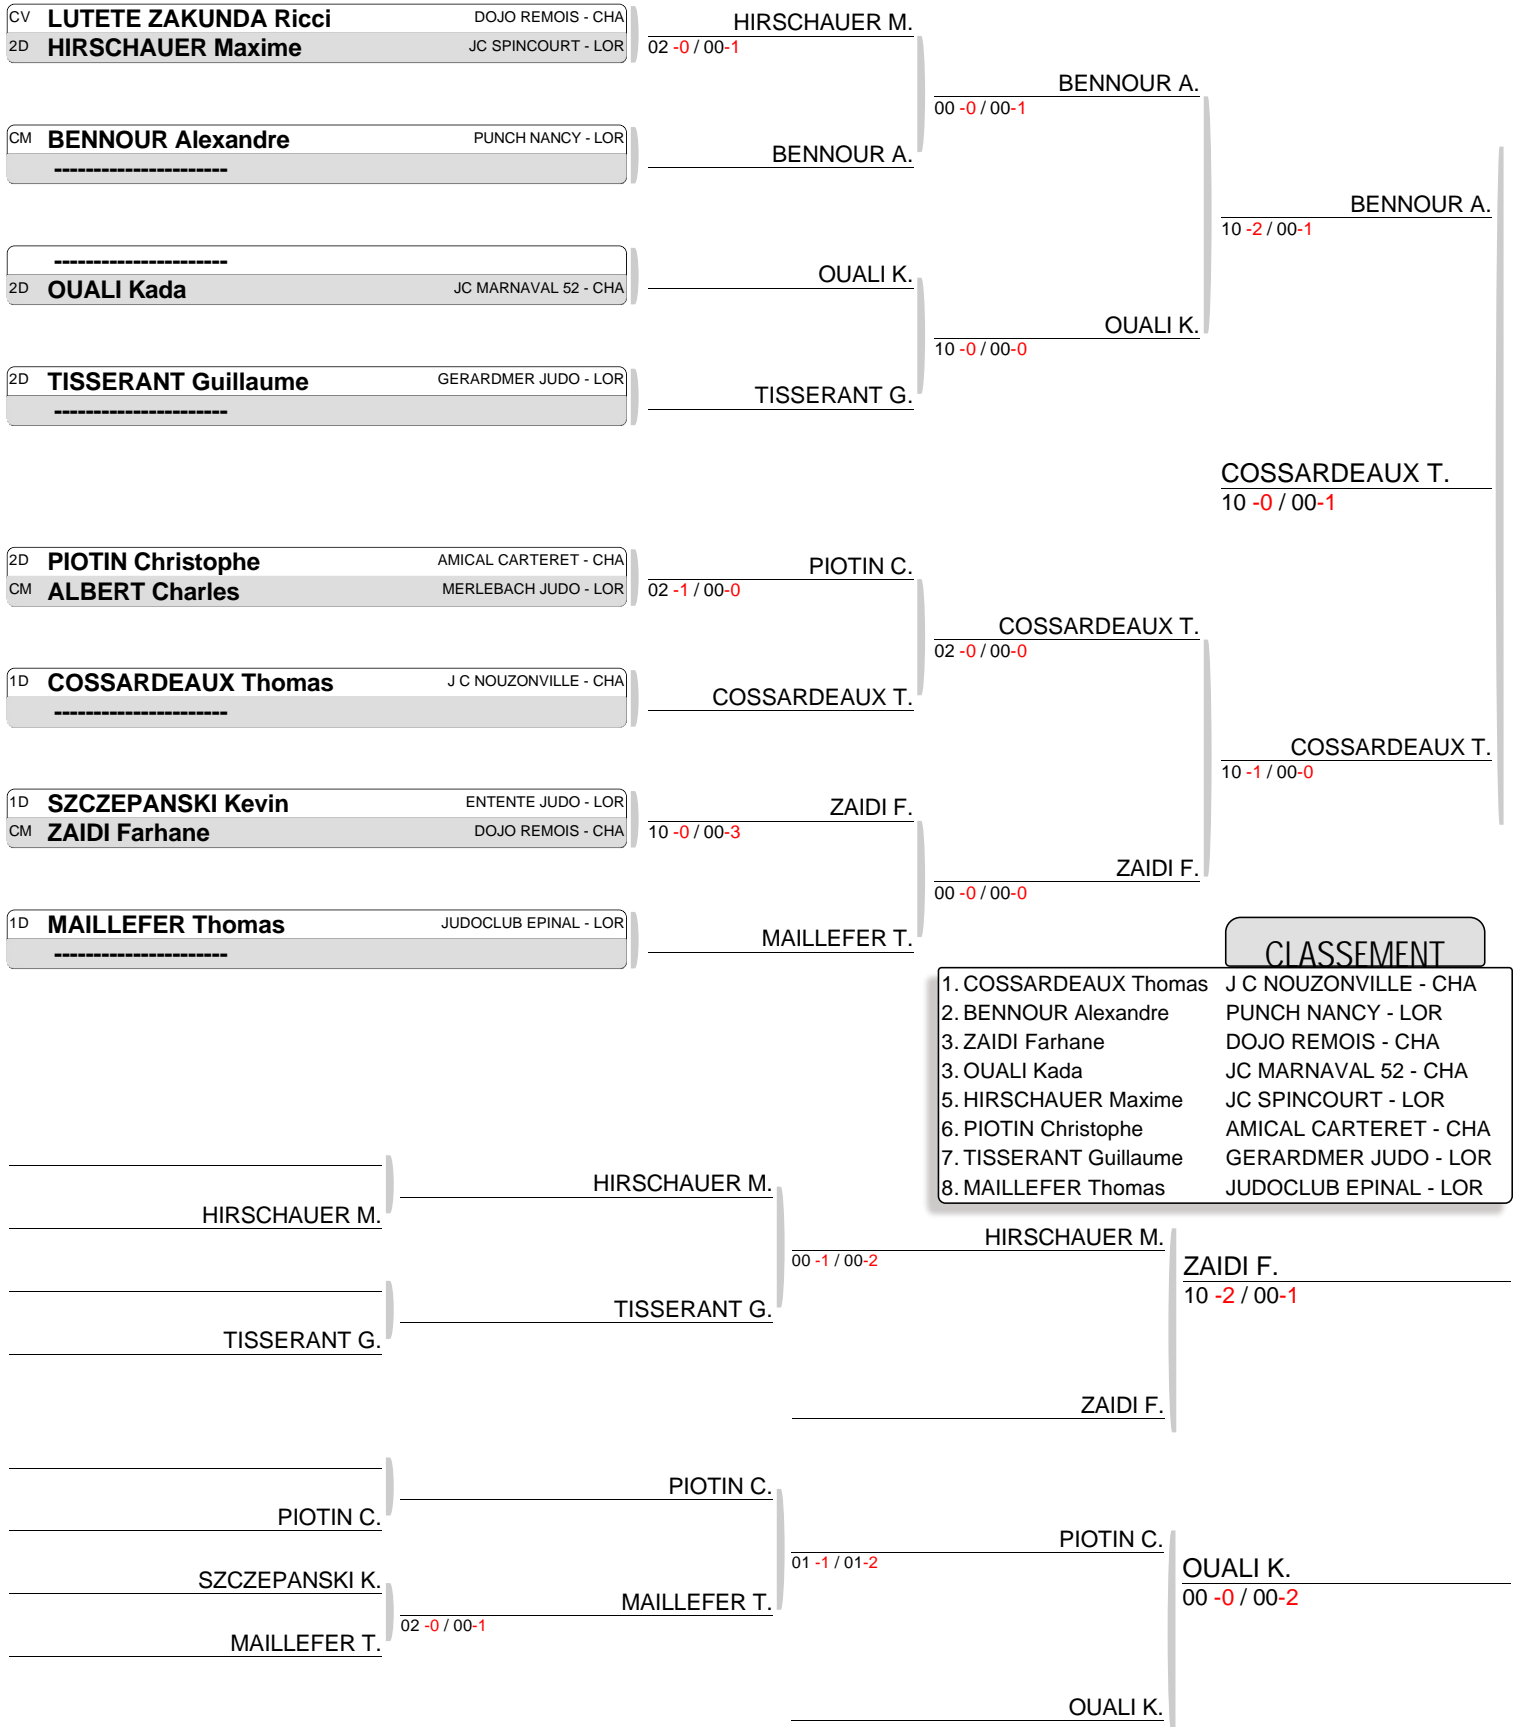 CV LUTETE ZAKUNDA Ricci DOJO REMOIS - CHA
2D HIRSCHAUER Maxime JC SPINCOURT - LOR
HIRSCHAUER M.
02 -0 / 00-1
CM BENNOUR Alexandre PUNCH NANCY - LOR
----------------------
BENNOUR A.
BENNOUR A.
00 -0 / 00-1
----------------------
2D OUALI Kada JC MARNAVAL 52 - CHA
OUALI K.
2D TISSERANT Guillaume GERARDMER JUDO - LOR
----------------------
TISSERANT G.
OUALI K.
10 -0 / 00-0
BENNOUR A.
10 -2 / 00-1
COSSARDEAUX T.
10 -0 / 00-1
2D PIOTIN Christophe AMICAL CARTERET - CHA
CM ALBERT Charles MERLEBACH JUDO - LOR
PIOTIN C.
02 -1 / 00-0
1D COSSARDEAUX Thomas J C NOUZONVILLE - CHA
----------------------
COSSARDEAUX T.
COSSARDEAUX T.
02 -0 / 00-0
1D SZCZEPANSKI Kevin ENTENTE JUDO - LOR
CM ZAIDI Farhane DOJO REMOIS - CHA
ZAIDI F.
10 -0 / 00-3
1D MAILLEFER Thomas JUDOCLUB EPINAL - LOR
----------------------
MAILLEFER T.
ZAIDI F.
00 -0 / 00-0
COSSARDEAUX T.
10 -1 / 00-0
CLASSEMENT
1. COSSARDEAUX Thomas J C NOUZONVILLE - CHA
2. BENNOUR Alexandre PUNCH NANCY - LOR
3. ZAIDI Farhane DOJO REMOIS - CHA
3. OUALI Kada JC MARNAVAL 52 - CHA
5. HIRSCHAUER Maxime JC SPINCOURT - LOR
6. PIOTIN Christophe AMICAL CARTERET - CHA
7. TISSERANT Guillaume GERARDMER JUDO - LOR
8. MAILLEFER Thomas JUDOCLUB EPINAL - LOR
HIRSCHAUER M.
HIRSCHAUER M.
TISSERANT G.
TISSERANT G.
HIRSCHAUER M.
00 -1 / 00-2
ZAIDI F.
ZAIDI F.
10 -2 / 00-1
PIOTIN C.
PIOTIN C.
SZCZEPANSKI K.
MAILLEFER T.
MAILLEFER T.
02 -0 / 00-1
PIOTIN C.
01 -1 / 01-2
OUALI K.
OUALI K.
00 -0 / 00-2